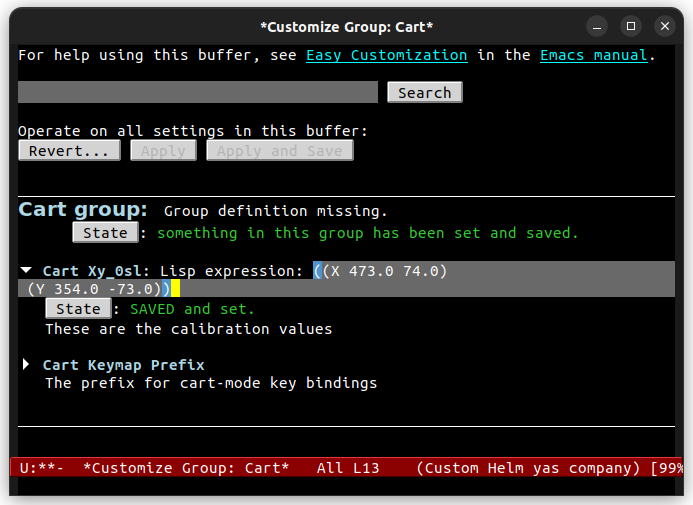 *Customize Group: Cart*
For help using this buffer, see Easy Customization in the Emacs manual.
Search
Operate on all settings in this buffer:
Revert... Apply Apply and Save
Cart group: Group definition missing.
State : something in this group has been set and saved.
Cart Xy_Osl: Lisp expression: ((X 473.0 74.0)
(Y 354.0 -73.0))
State : SAVED and set.
These are the calibration values
Cart Keymap Prefix
The prefix for cart-mode key bindings
U:**- *Customize Group: Cart* All L13 (Custom Helm yas company) [99%